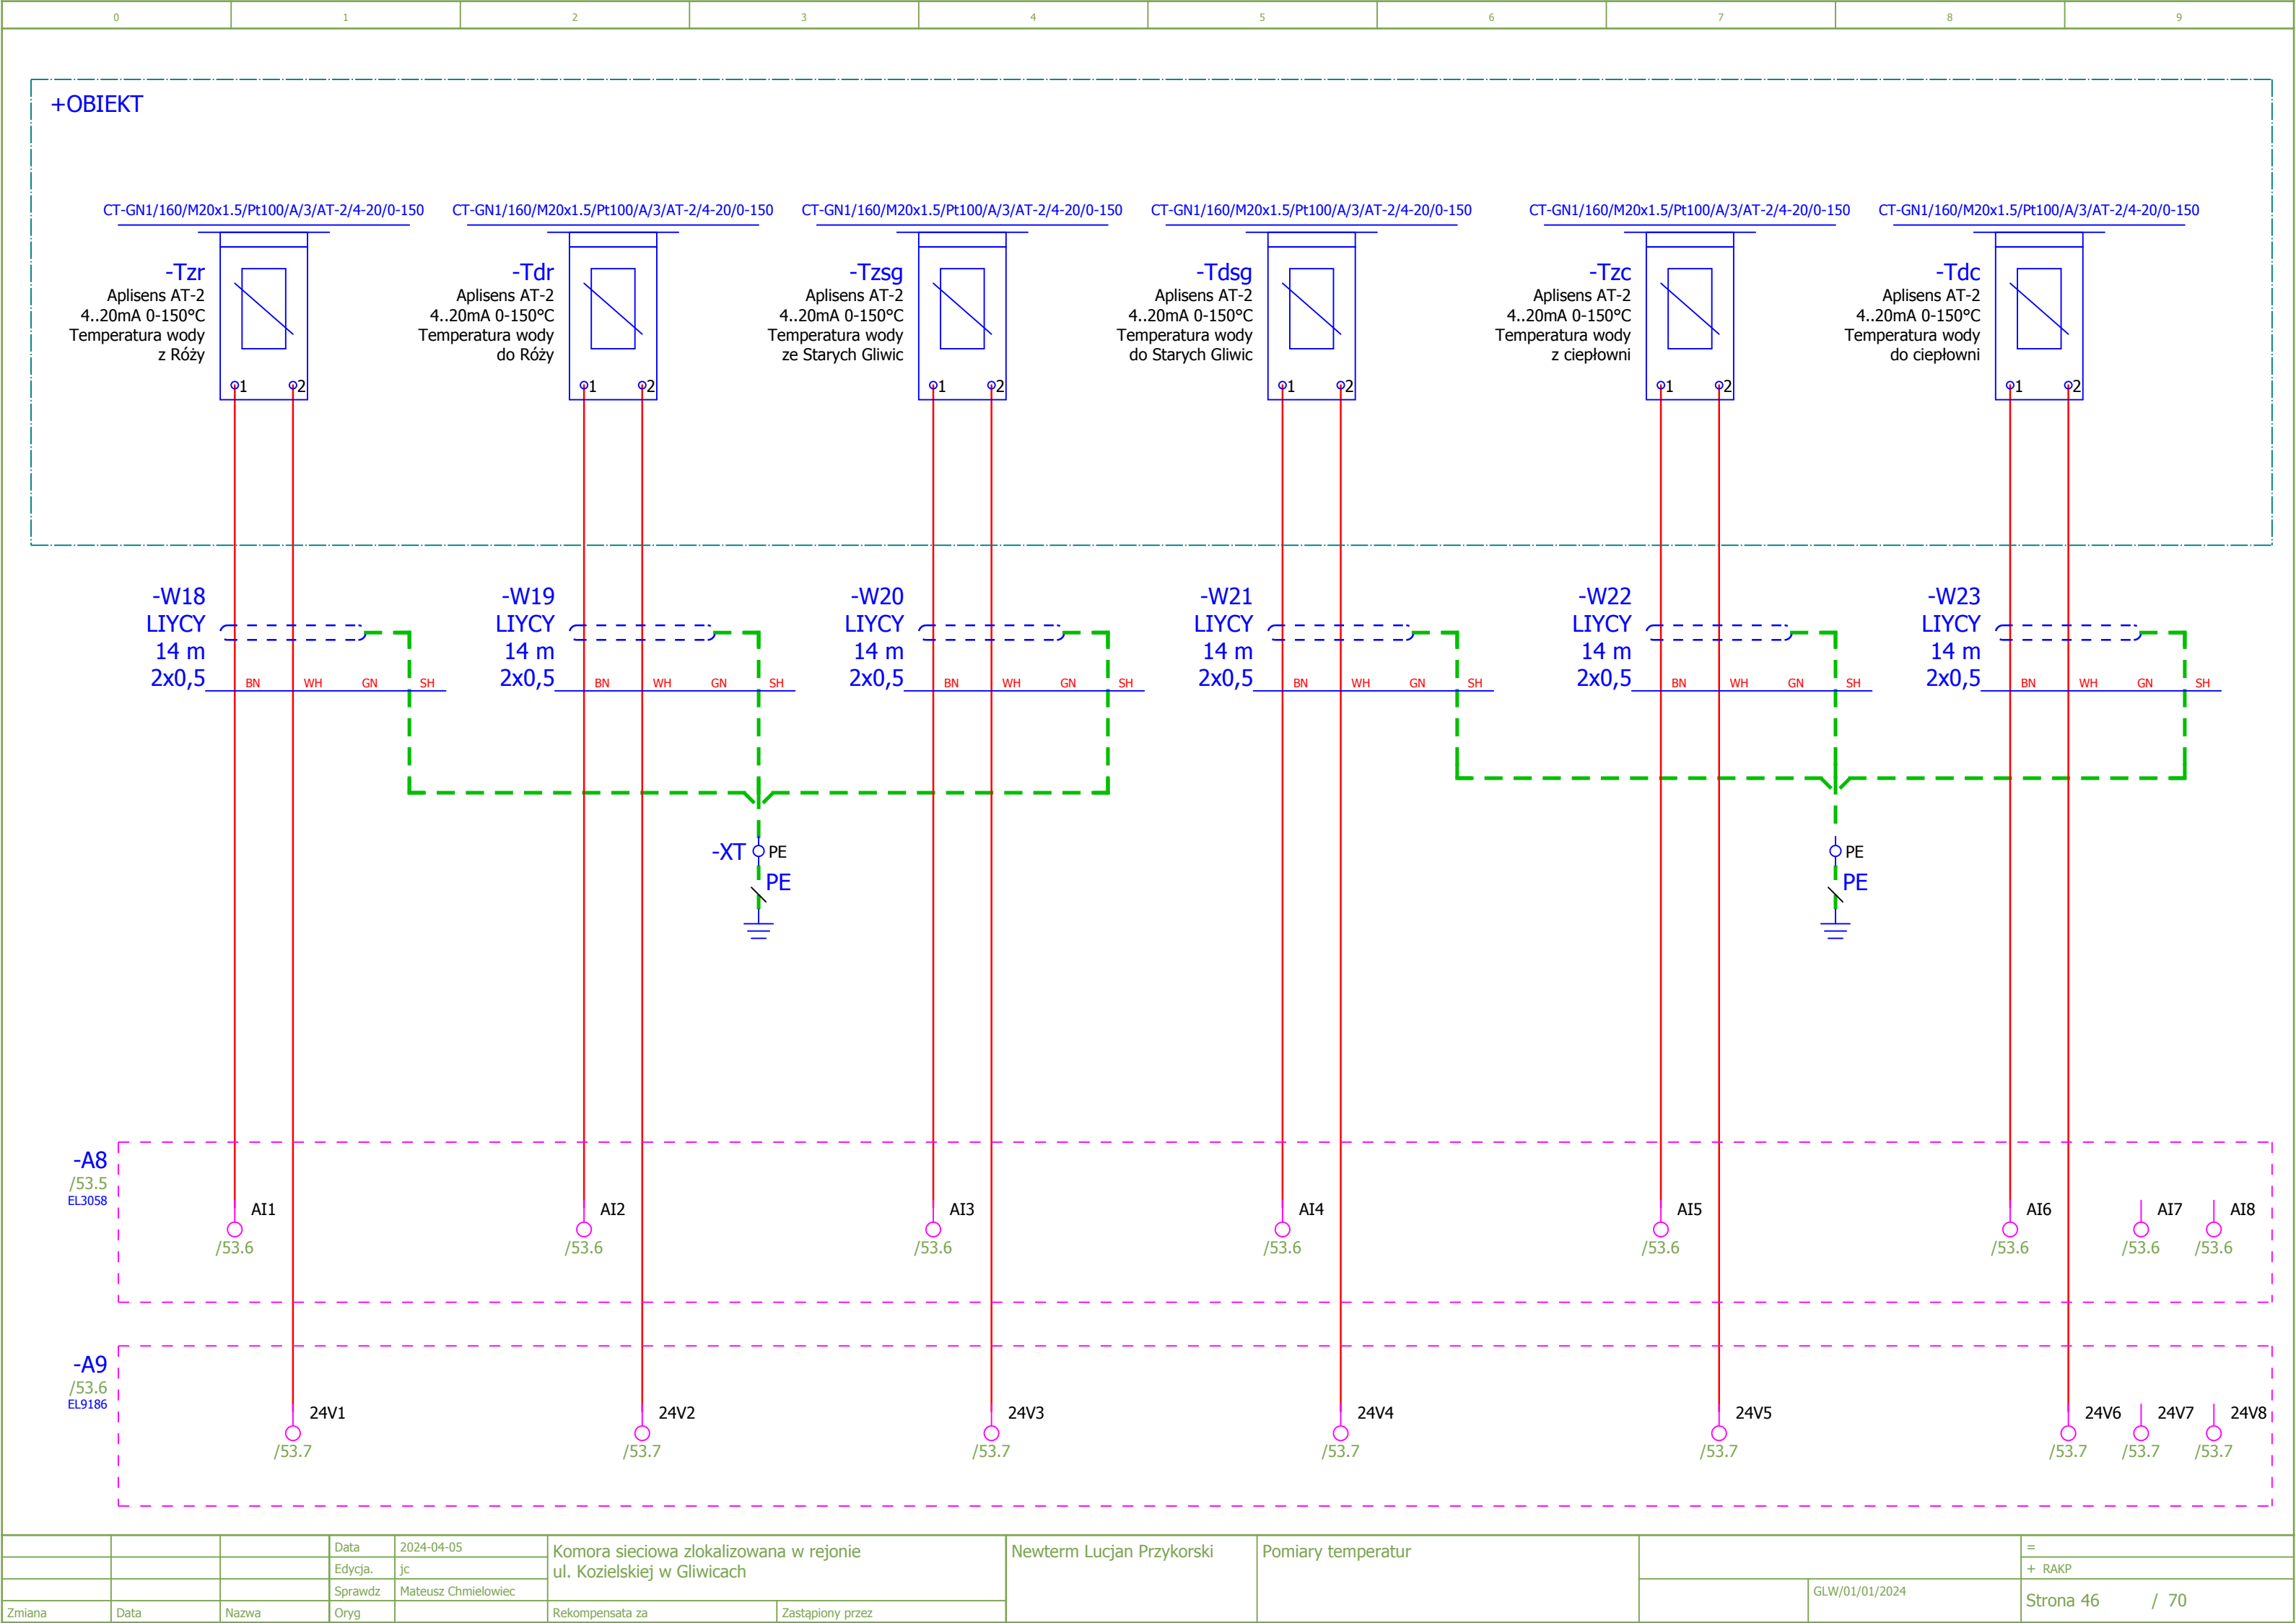 0 1 2 3 4 5 6 7 8 9
+OBIEKT
CT-GN1/160/M20x1.5/Pt100/A/3/AT-2/4-20/0-150 CT-GN1/160/M20x1.5/Pt100/A/3/AT-2/4-20/0-150 CT-GN1/160/M20x1.5/Pt100/A/3/AT-2/4-20/0-150 CT-GN1/160/M20x1.5/Pt100/A/3/AT-2/4-20/0-150 CT-GN1/160/M20x1.5/Pt100/A/3/AT-2/4-20/0-150 CT-GN1/160/M20x1.5/Pt100/A/3/AT-2/4-20/0-150
-Tzr -Tdr -Tzsg -Tdsg -Tzc -Tdc
Aplisens AT-2 Aplisens AT-2 Aplisens AT-2 Aplisens AT-2 Aplisens AT-2 Aplisens AT-2
4..20mA 0-150°C 4..20mA 0-150°C 4..20mA 0-150°C 4..20mA 0-150°C 4..20mA 0-150°C 4..20mA 0-150°C
Temperatura wody Temperatura wody Temperatura wody Temperatura wody Temperatura wody Temperatura wody
z Róży do Róży ze Starych Gliwic do Starych Gliwic z ciepłowni do ciepłowni
1 2 1 2 1 2 1 2 1 2 1 2
-W18 -W19 -W20 -W21 -W22 -W23
LIYCY LIYCY LIYCY LIYCY LIYCY LIYCY
14 m 14 m 14 m 14 m 14 m 14 m
2x0,5 BN WH GN SH 2x0,5 BN WH GN SH 2x0,5 BN WH GN SH 2x0,5 BN WH GN SH 2x0,5 BN WH GN SH 2x0,5 BN WH GN SH
-XT PE PE
PE PE
-A8
/53.5
EL3058
AI1 AI2 AI3 AI4 AI5 AI6 AI7 AI8
/53.6 /53.6 /53.6 /53.6 /53.6 /53.6 /53.6 /53.6
-A9
/53.6
EL9186
24V1 24V2 24V3 24V4 24V5 24V6 24V7 24V8
/53.7 /53.7 /53.7 /53.7 /53.7 /53.7 /53.7 /53.7
Data 2024-04-05 Komora sieciowa zlokalizowana w rejonie Newterm Lucjan Przykorski Pomiary temperatur =
Edycja. jc ul. Kozielskiej w Gliwicach + RAKP
Sprawdz Mateusz Chmielowiec GLW/01/01/2024 Strona 46 / 70
Zmiana Data Nazwa Oryg Rekompensata za Zastąpiony przez